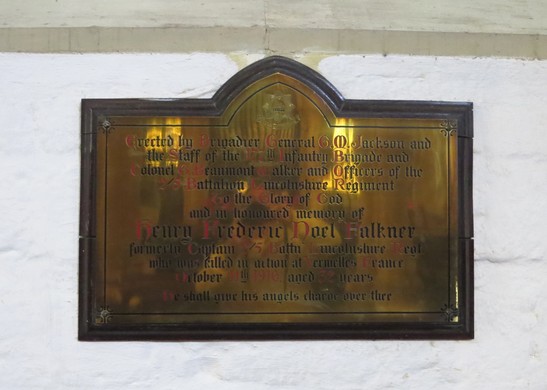 Erected by Brigadier General G.M. Jackson and
the Staff of the Infantry Brigade and
Colonel Beaumont Walker and Officers of the
Battalion Lincolnshire Regiment
To the Glory of God
and in honoured memory of
Henry Frederic Noel Falkner
formerly Captain Battn Lincolnshire Regt
who was killed in action at Vermelles France
October aged years
He shall give his angels charge over thee